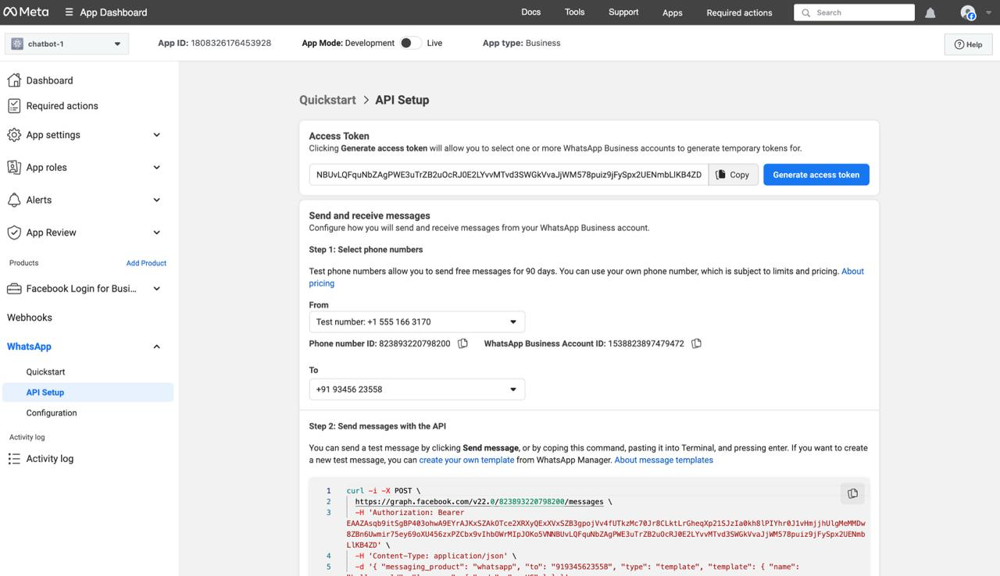 Meta
App Dashboard
Docs
Tools
Support
Apps
Required actions
Search
chatbot-1
App ID: 1808326176453928
App Mode: Development
Live
App type: Business
Help
Dashboard
Required actions
App settings
App roles
Alerts
App Review
Products
Add Product
Facebook Login for Busi...
Webhooks
WhatsApp
Quickstart
API Setup
Configuration
Activity log
Activity log
Quickstart > API Setup
Access Token
Clicking Generate access token will allow you to select one or more WhatsApp Business accounts to generate temporary tokens for.
NBUvLQFquNbZAgPWE3uTrZB2uOcRJ0E2LYvvMTvd3SWGkVvaJjWM578puiz9jFySpx2UENmbLlKB4ZD
Copy
Generate access token
Send and receive messages
Configure how you will send and receive messages from your WhatsApp Business account.
Step 1: Select phone numbers
Test phone numbers allow you to send free messages for 90 days. You can use your own phone number, which is subject to limits and pricing. About
pricing
From
Test number: +1 555 166 3170
Phone number ID: 823893220798200
WhatsApp Business Account ID: 1538823897479472
To
+91 93456 23558
Step 2: Send messages with the API
You can send a test message by clicking Send message, or by coping this command, pasting it into Terminal, and pressing enter. If you want to create
a new test message, you can create your own template from WhatsApp Manager. About message templates
1 curl -i -X POST \
2 https://graph.facebook.com/v22.0/823893220798200/messages \
3 -H 'Authorization: Bearer
EAAZAsqb9itSgBP403ohwA9EYrAJKxSZAkOTce2XRXyQExXVxSZB3gpojVv4fUTkzMc70Jr8CLktLrGheqXp21SJzIa0kh8lPIYhr0J1vHmjjhUlgMeMMDw
8ZBn6Uwmir75ey69oXU456zxPZCbx9vIhbOWrMIpJOKo5VNNBUvLQFquNbZAgPWE3uTrZB2uOcRJ0E2LYvvMTvd3SWGkVvaJjWM578puiz9jFySpx2UENmb
LlKB4ZD' \
4 -H 'Content-Type: application/json' \
5 -d '{ "messaging_product": "whatsapp", "to": "919345623558", "type": "template", "template": { "name":